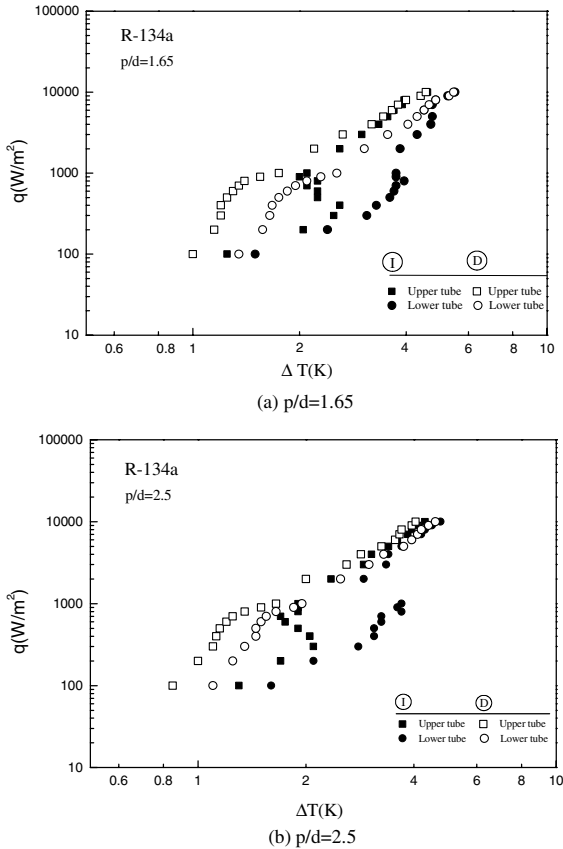 R-134a
p/d=1.65
q(W/m²)
100000
10000
1000
100
10
0.6 0.8 1 2 4 6 8 10
Δ T(K)
I D
Upper tube Upper tube
Lower tube Lower tube
(a) p/d=1.65
R-134a
p/d=2.5
q(W/m²)
100000
10000
1000
100
10
0.6 0.8 1 2 4 6 8 10
ΔT(K)
I D
Upper tube Upper tube
Lower tube Lower tube
(b) p/d=2.5